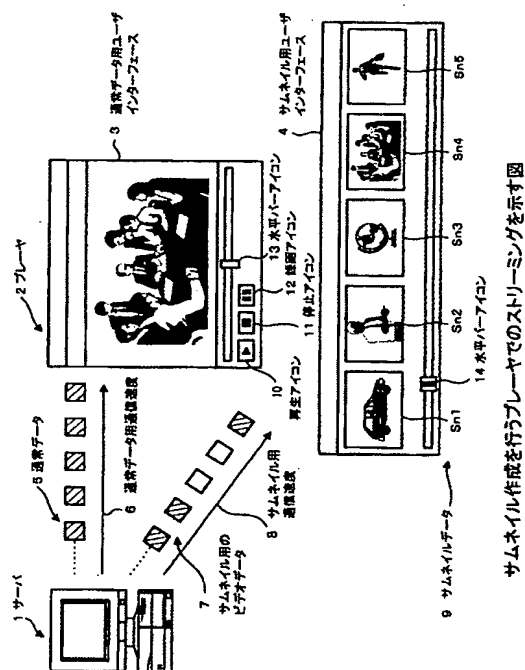 1 サーバ
5 通常データ
6 通常データ用通信速度
7 サムネイル用の
ビデオデータ
8 サムネイル用
通信速度
2 プレーヤ
3 通常データ用ユーザ
インターフェース
10
再生アイコン
11 停止アイコン
12 録画アイコン
13 水平バーアイコン
4 サムネイル用ユーザ
インターフェース
Sn1
Sn2
Sn3
Sn4
Sn5
14 水平バーアイコン
9 サムネイルデータ
サムネイル作成を行うプレーヤでのストリーミングを示す図